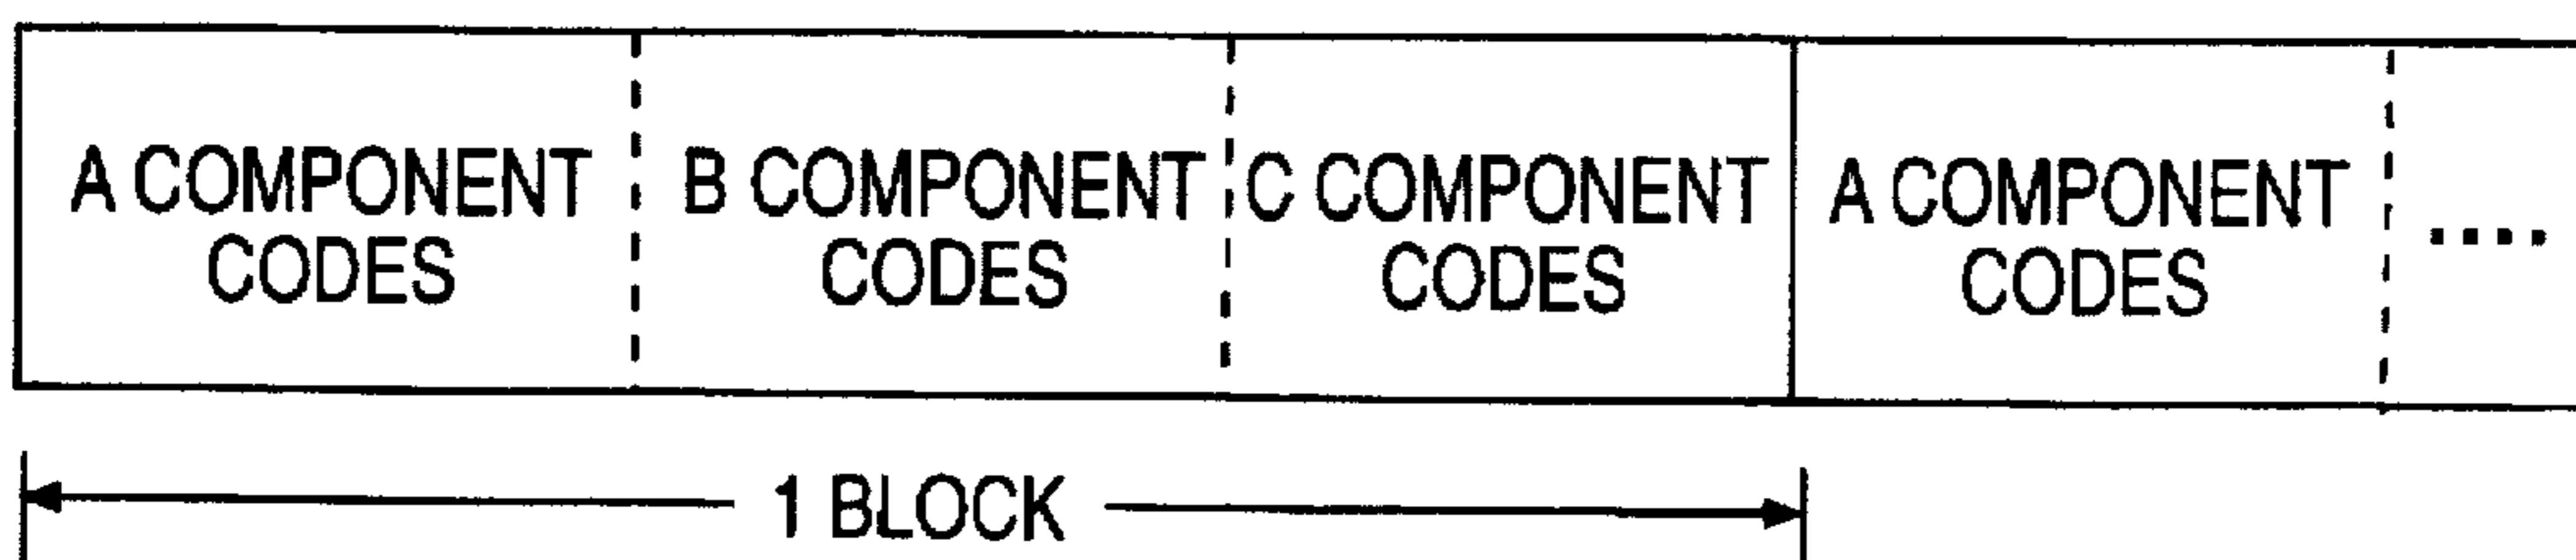 A COMPONENT
CODES
B COMPONENT
CODES
C COMPONENT
CODES
A COMPONENT
CODES
....
1 BLOCK